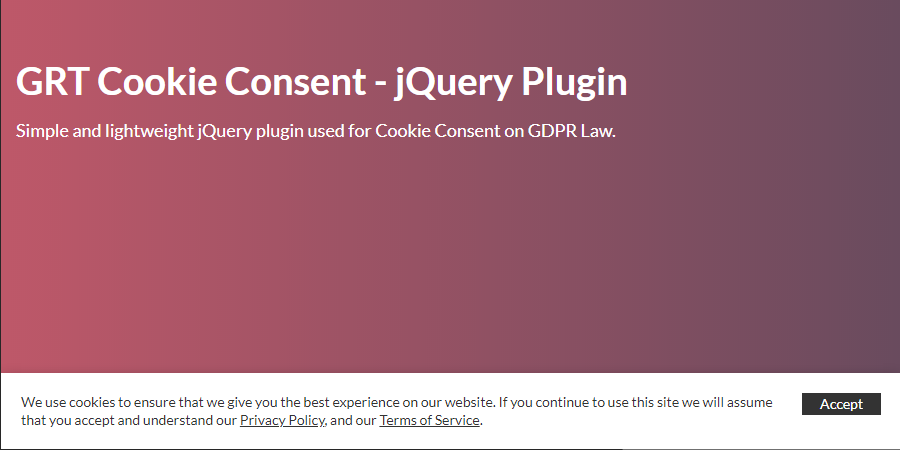 GRT Cookie Consent - jQuery Plugin
Simple and lightweight jQuery plugin used for Cookie Consent on GDPR Law.
We use cookies to ensure that we give you the best experience on our website. If you continue to use this site we will assume
that you accept and understand our Privacy Policy, and our Terms of Service.
Accept